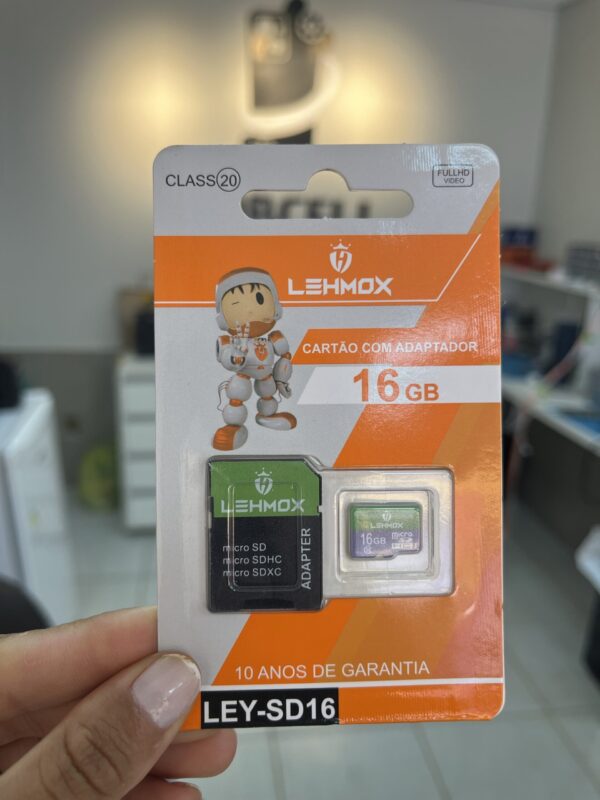 CLASS 20
FULLHD
VIDEO
LEHMOX
CARTÃO COM ADAPTADOR
16 GB
LEHMOX
micro SD
micro SDHC
micro SDXC
ADAPTER
LEHMOX
16GB
micro
10 ANOS DE GARANTIA
LEY-SD16